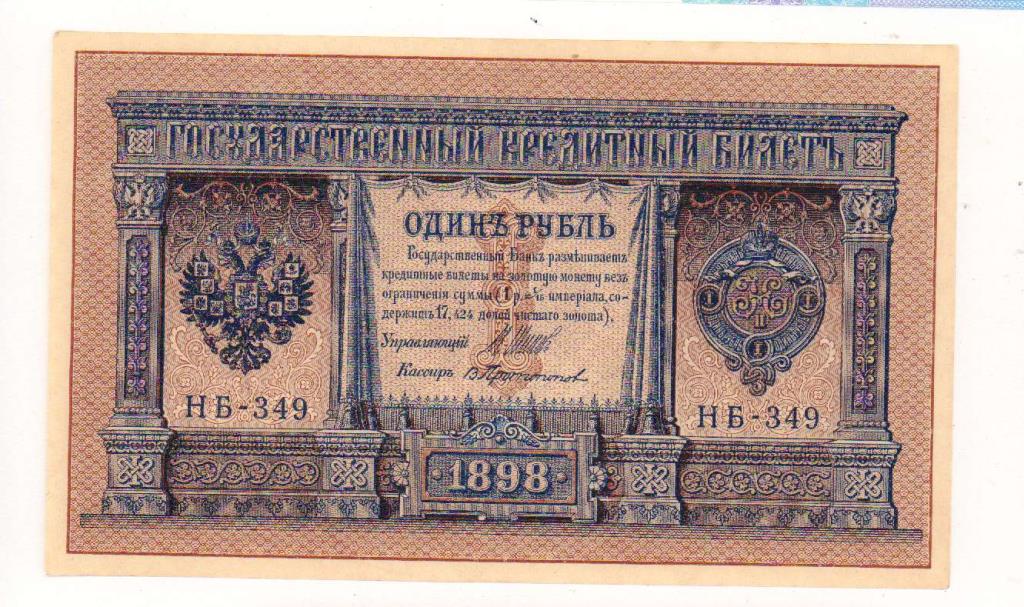 ГОСУДАРСТВЕННЫЙ КРЕДИТНЫЙ БИЛЕТЪ
ОДИНЪ РУБЛЬ
Государственный Банкъ размѣниваетъ
кредитные билеты на золотую монету безъ
ограниченія суммы (1 р. = 1/15 имперіала, со-
держитъ 17,424 долей чистаго золота).
Управляющій
Кассиръ
НБ-349
НБ-349
1898